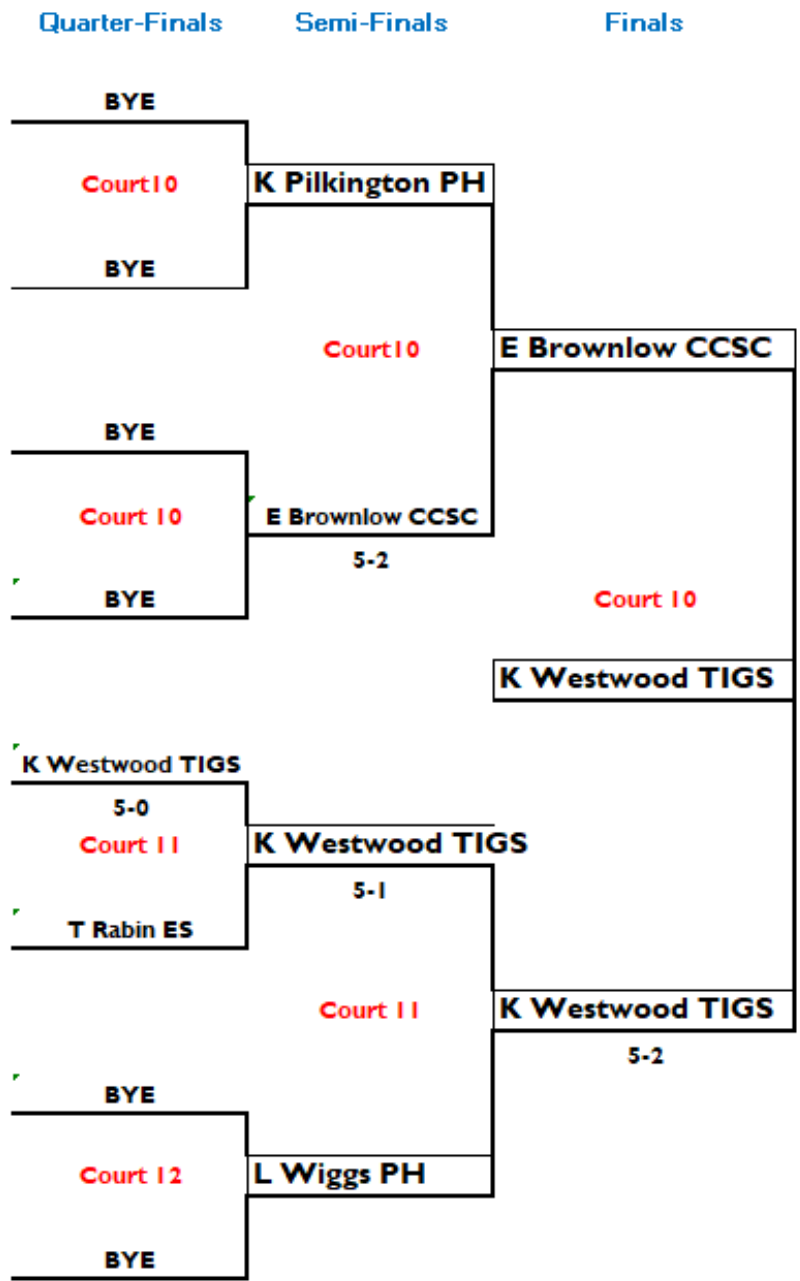 Quarter-Finals Semi-Finals Finals
BYE
Court10 K Pilkington PH
BYE
Court10 E Brownlow CCSC
BYE
Court 10 E Brownlow CCSC
5-2
BYE Court 10
K Westwood TIGS
K Westwood TIGS
5-0
Court 11 K Westwood TIGS
5-1
T Rabin ES
Court 11 K Westwood TIGS
5-2
BYE
Court 12 L Wiggs PH
BYE